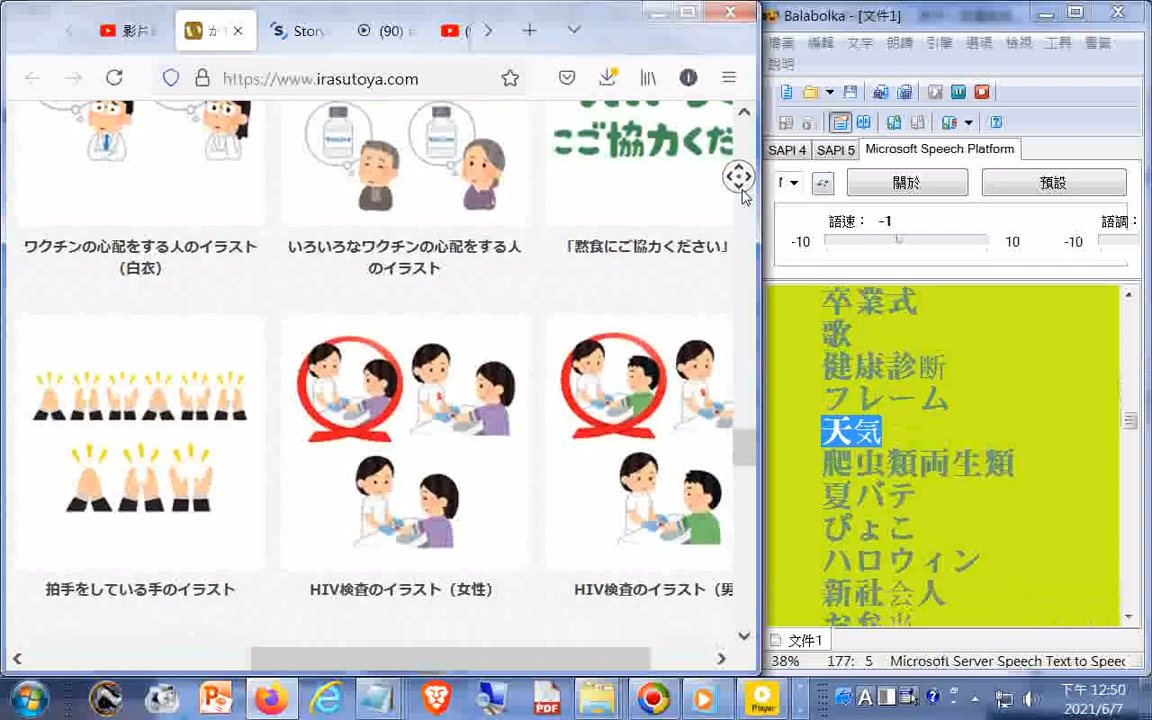 影片
か
Story
(90)
(
https://www.irasutoya.com
こご協力くだ
ワクチンの心配をする人のイラスト
(白衣)
いろいろなワクチンの心配をする人
のイラスト
「黙食にご協力ください」
拍手をしている手のイラスト
HIV検査のイラスト（女性）
HIV検査のイラスト（男
Balabolka - [文件1]
檔案 編輯 文字 朗讀 引擎 選項 檢視 工具 書籤
説明
SAPI 4 SAPI 5 Microsoft Speech Platform
關於 預設
語速： -1 語調：
-10 10 -10
卒業式
歌
健康診断
フレーム
天気
爬虫類両生類
夏バテ
ぴよこ
ハロウィン
新社会人
お弁当
文件1
38% 177: 5 Microsoft Server Speech Text to Speec
PDF
Player
下午 12:50
2021/6/7